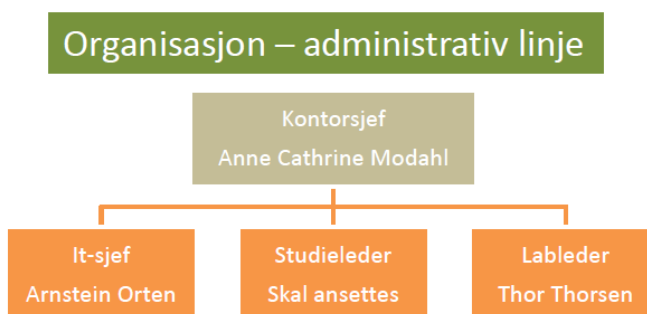 Organisasjon – administrativ linje
Kontorsjef
Anne Cathrine Modahl
It-sjef
Arnstein Orten
Studieleder
Skal ansettes
Lableder
Thor Thorsen